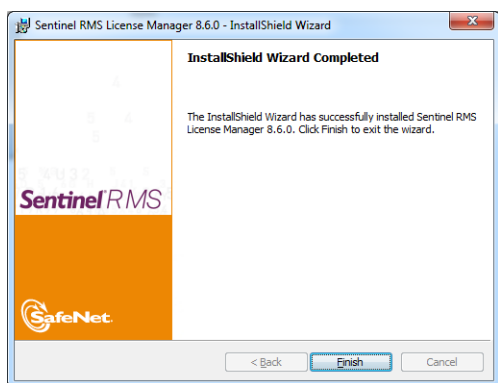 Sentinel RMS License Manager 8.6.0 - InstallShield Wizard
InstallShield Wizard Completed
The InstallShield Wizard has successfully installed Sentinel RMS
License Manager 8.6.0. Click Finish to exit the wizard.
Sentinel RMS
SafeNet.
< Back
Finish
Cancel